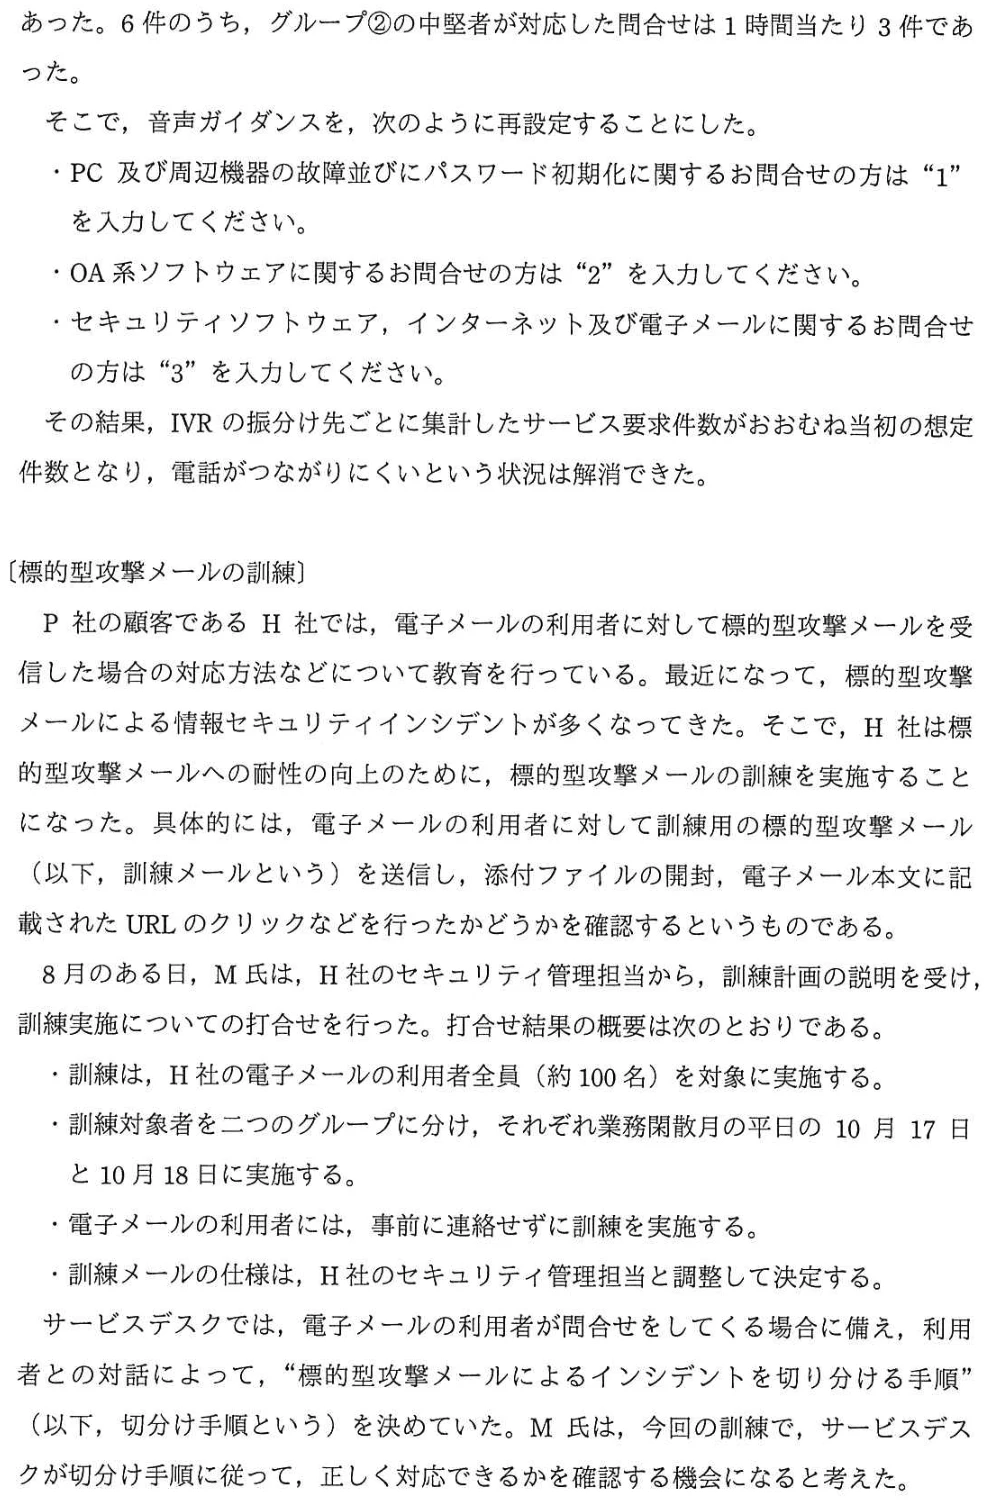 あった。6 件のうち，グループ②の中堅者が対応した問合せは 1 時間当たり 3 件であ
った。
そこで，音声ガイダンスを，次のように再設定することにした。
・PC 及び周辺機器の故障並びにパスワード初期化に関するお問合せの方は “1”
を入力してください。
・OA 系ソフトウェアに関するお問合せの方は “2” を入力してください。
・セキュリティソフトウェア，インターネット及び電子メールに関するお問合せ
の方は “3” を入力してください。
その結果，IVR の振分け先ごとに集計したサービス要求件数がおおむね当初の想定
件数となり，電話がつながりにくいという状況は解消できた。
〔標的型攻撃メールの訓練〕
P 社の顧客である H 社では，電子メールの利用者に対して標的型攻撃メールを受
信した場合の対応方法などについて教育を行っている。最近になって，標的型攻撃
メールによる情報セキュリティインシデントが多くなってきた。そこで，H 社は標
的型攻撃メールへの耐性の向上のために，標的型攻撃メールの訓練を実施すること
になった。具体的には，電子メールの利用者に対して訓練用の標的型攻撃メール
（以下，訓練メールという）を送信し，添付ファイルの開封，電子メール本文に記
載された URL のクリックなどを行ったかどうかを確認するというものである。
8 月のある日，M 氏は，H 社のセキュリティ管理担当から，訓練計画の説明を受け，
訓練実施についての打合せを行った。打合せ結果の概要は次のとおりである。
・訓練は，H 社の電子メールの利用者全員（約 100 名）を対象に実施する。
・訓練対象者を二つのグループに分け，それぞれ業務閑散月の平日の 10 月 17 日
と 10 月 18 日に実施する。
・電子メールの利用者には，事前に連絡せずに訓練を実施する。
・訓練メールの仕様は，H 社のセキュリティ管理担当と調整して決定する。
サービスデスクでは，電子メールの利用者が問合せをしてくる場合に備え，利用
者との対話によって，“標的型攻撃メールによるインシデントを切り分ける手順”
（以下，切分け手順という）を決めていた。M 氏は，今回の訓練で，サービスデス
クが切分け手順に従って，正しく対応できるかを確認する機会になると考えた。